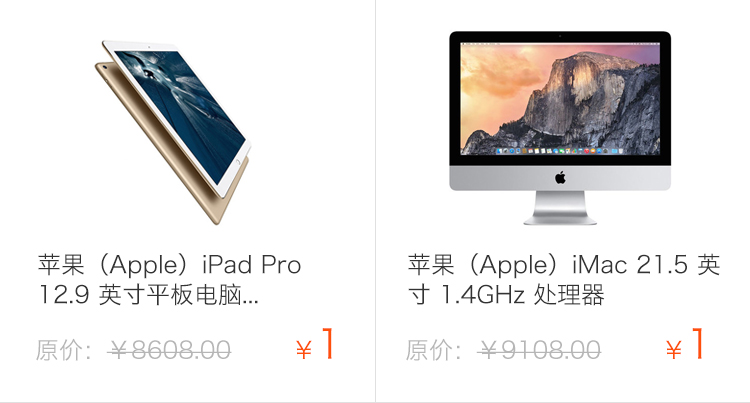 苹果（Apple）iPad Pro
12.9 英寸平板电脑...
原价：￥8608.00 ￥1
苹果（Apple）iMac 21.5 英
寸 1.4GHz 处理器
原价：￥9108.00 ￥1